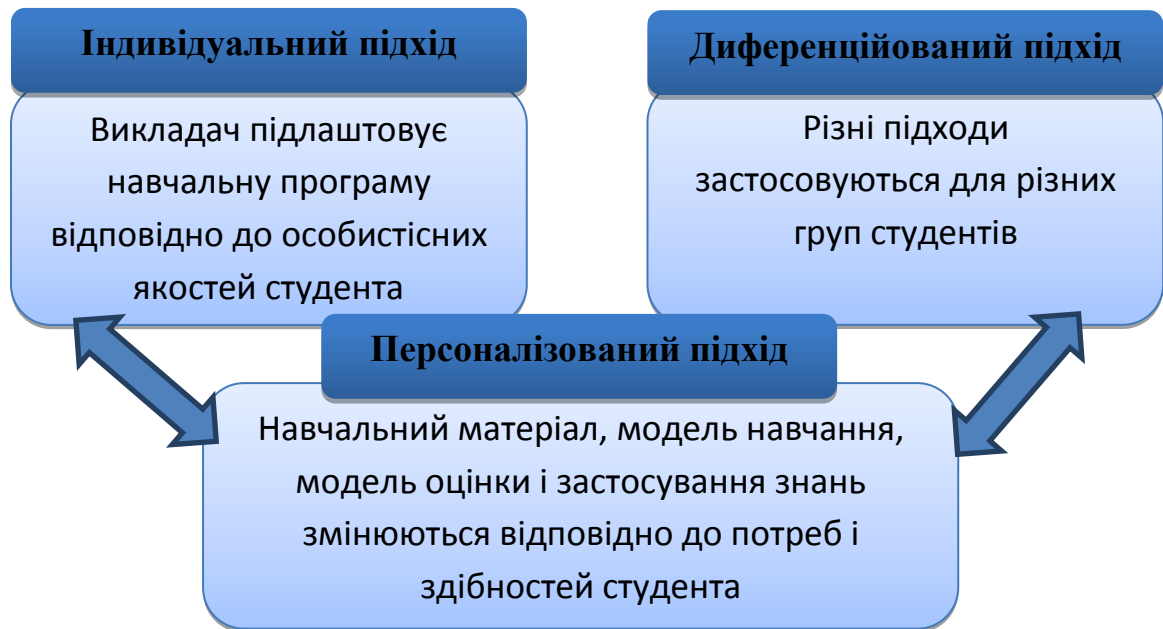 Індивідуальний підхід
Викладач підлаштовує
навчальну програму
відповідно до особистісних
якостей студента
Диференційований підхід
Різні підходи
застосовуються для різних
груп студентів
Персоналізований підхід
Навчальний матеріал, модель навчання,
модель оцінки і застосування знань
змінюються відповідно до потреб і
здібностей студента